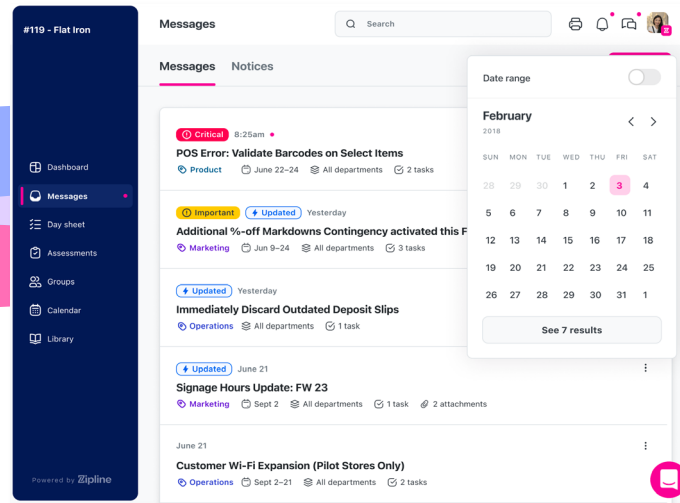 #119 - Flat Iron
Messages
Search
Messages Notices
Dashboard
Messages
Day sheet
Assessments
Groups
Calendar
Library
Powered by Zipline
Critical 8:25am
POS Error: Validate Barcodes on Select Items
Product June 22–24 All departments 2 tasks
Important Updated Yesterday
Additional %-off Markdowns Contingency activated this F
Marketing Jun 9–24 All departments 3 tasks
Updated Yesterday
Immediately Discard Outdated Deposit Slips
Operations All departments 1 task
Updated June 21
Signage Hours Update: FW 23
Marketing Sept 2 All departments 1 task 2 attachments
June 21
Customer Wi-Fi Expansion (Pilot Stores Only)
Operations Sept 2–21 All departments 2 tasks
Date range
February
2018
SUN MON TUE WED THU FRI SAT
28 29 30 1 2 3 4
5 6 7 8 9 10 11
12 13 14 15 16 17 18
19 20 21 22 23 24 25
26 27 28 29 30 31 1
See 7 results